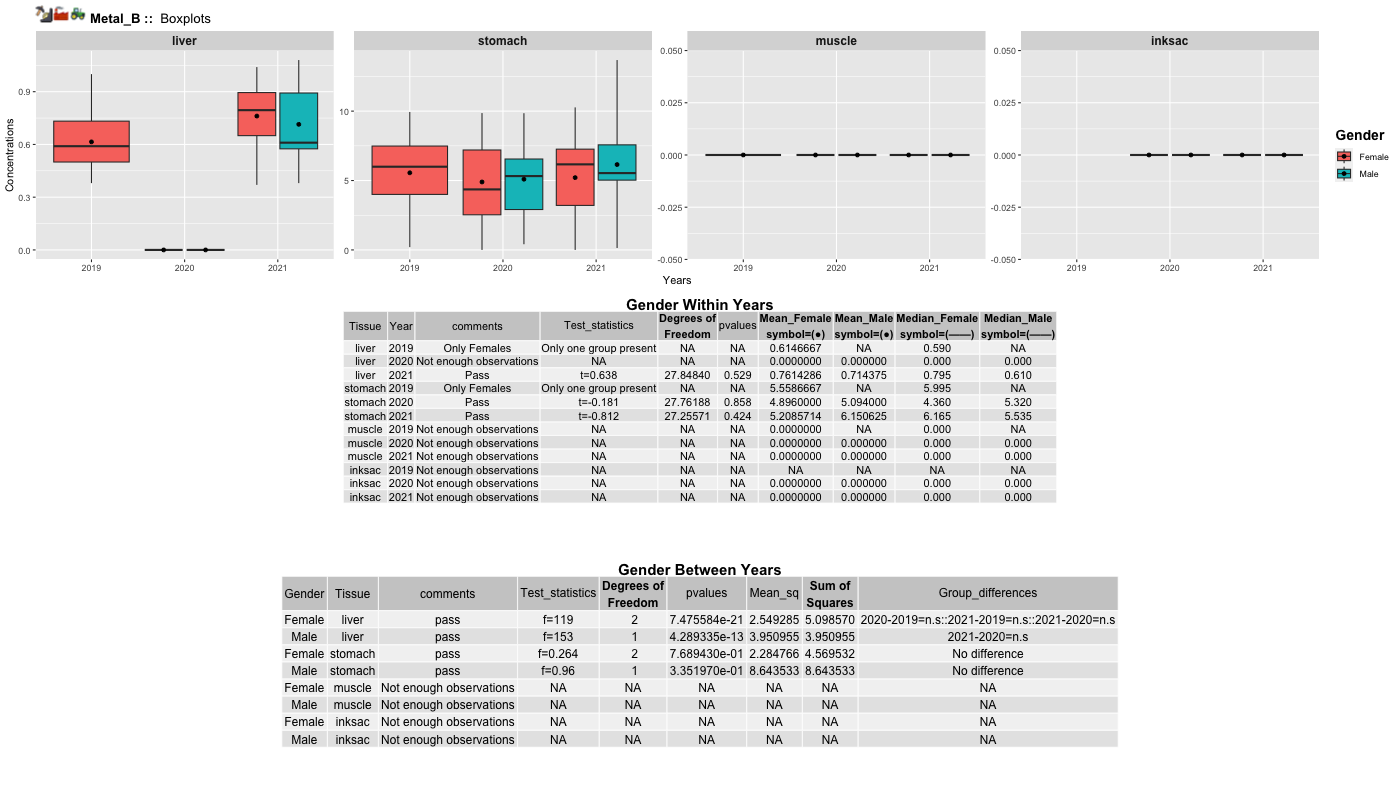 Metal_B :: Boxplots
liver
stomach
muscle
inksac
Concentrations
0.9
0.6
0.3
0.0
10
5
0
0.050
0.025
0.000
-0.025
-0.050
0.050
0.025
0.000
-0.025
-0.050
2019 2020 2021
2019 2020 2021
2019 2020 2021
2019 2020 2021
Years
Gender
Female
Male
Gender Within Years
Tissue Year comments Test_statistics Degrees of Freedom pvalues Mean_Female symbol=(●) Mean_Male symbol=(●) Median_Female symbol=(——) Median_Male symbol=(——)
liver 2019 Only Females Only one group present NA NA 0.6146667 NA 0.590 NA
liver 2020 Not enough observations NA NA NA 0.0000000 0.000000 0.000 0.000
liver 2021 Pass t=0.638 27.84840 0.529 0.7614286 0.714375 0.795 0.610
stomach 2019 Only Females Only one group present NA NA 5.5586667 NA 5.995 NA
stomach 2020 Pass t=-0.181 27.76188 0.858 4.8960000 5.094000 4.360 5.320
stomach 2021 Pass t=-0.812 27.25571 0.424 5.2085714 6.150625 6.165 5.535
muscle 2019 Not enough observations NA NA NA 0.0000000 NA 0.000 NA
muscle 2020 Not enough observations NA NA NA 0.0000000 0.000000 0.000 0.000
muscle 2021 Not enough observations NA NA NA 0.0000000 0.000000 0.000 0.000
inksac 2019 Not enough observations NA NA NA NA NA NA NA
inksac 2020 Not enough observations NA NA NA 0.0000000 0.000000 0.000 0.000
inksac 2021 Not enough observations NA NA NA 0.0000000 0.000000 0.000 0.000
Gender Between Years
Gender Tissue comments Test_statistics Degrees of Freedom pvalues Mean_sq Sum of Squares Group_differences
Female liver pass f=119 2 7.475584e-21 2.549285 5.098570 2020-2019=n.s::2021-2019=n.s::2021-2020=n.s
Male liver pass f=153 1 4.289335e-13 3.950955 3.950955 2021-2020=n.s
Female stomach pass f=0.264 2 7.689430e-01 2.284766 4.569532 No difference
Male stomach pass f=0.96 1 3.351970e-01 8.643533 8.643533 No difference
Female muscle Not enough observations NA NA NA NA NA NA
Male muscle Not enough observations NA NA NA NA NA NA
Female inksac Not enough observations NA NA NA NA NA NA
Male inksac Not enough observations NA NA NA NA NA NA